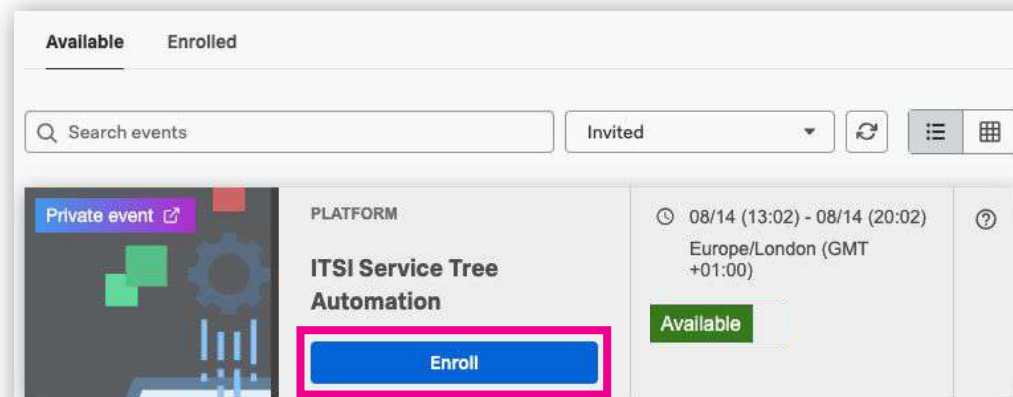 Available Enrolled
Search events Invited
Private event
PLATFORM
ITSI Service Tree
Automation
Enroll
08/14 (13:02) - 08/14 (20:02)
Europe/London (GMT
+01:00)
Available